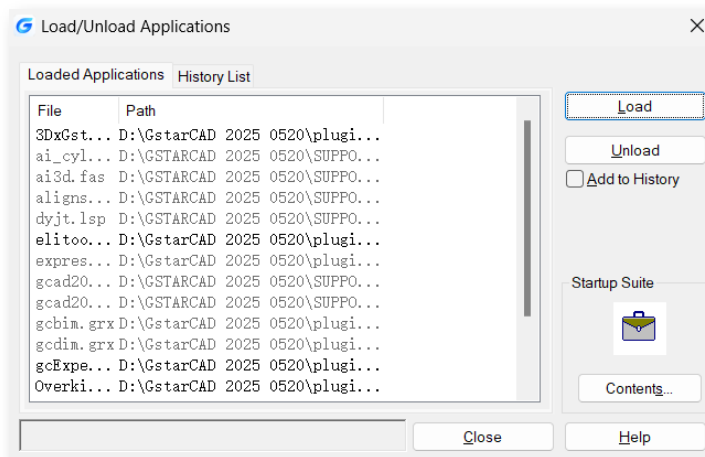 Load/Unload Applications
Loaded Applications History List
File Path
3DxGst... D:\GstarCAD 2025 0520\plugi...
ai_cyl... D:\GSTARCAD 2025 0520\SUPPO...
ai3d.fas D:\GSTARCAD 2025 0520\SUPPO...
aligns... D:\GSTARCAD 2025 0520\SUPPO...
dyjt.lsp D:\GSTARCAD 2025 0520\SUPPO...
elitoo... D:\GstarCAD 2025 0520\plugi...
expres... D:\GstarCAD 2025 0520\plugi...
gcad20... D:\GSTARCAD 2025 0520\SUPPO...
gcad20... D:\GSTARCAD 2025 0520\SUPPO...
gcbim.grx D:\GstarCAD 2025 0520\plugi...
gcdim.grx D:\GstarCAD 2025 0520\plugi...
gcExpe... D:\GstarCAD 2025 0520\plugi...
Overki... D:\GstarCAD 2025 0520\plugi...
Load
Unload
Add to History
Startup Suite
Contents...
Close
Help